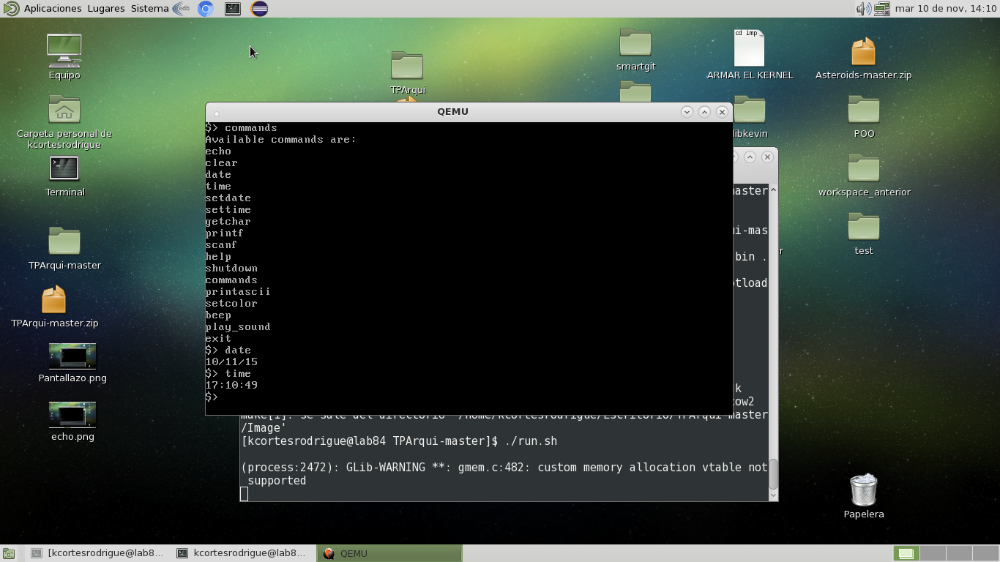 Aplicaciones Lugares Sistema edb
mar 10 de nov, 14:10
Equipo
Carpeta personal de
kcortesrodrigue
Terminal
TPArqui-master
TPArqui-master.zip
Pantallazo.png
echo.png
TPArqui
smartgit
cd imp
ARMAR EL KERNEL
Asteroids-master.zip
libkevin
POO
workspace_anterior
test
Papelera
QEMU
$> commands
Available commands are:
echo
clear
date
time
setdate
settime
getchar
printf
scanf
help
shutdown
commands
printascii
setcolor
beep
play_sound
exit
$> date
10/11/15
$> time
17:10:49
$>
master
ui-mas
bin .
otload
k
cow2
make[1]: se sale del directorio «/home/kcortesrodrigue/Escritorio/TPArqui-master
/Image'
[kcortesrodrigue@lab84 TPArqui-master]$ ./run.sh
(process:2472): GLib-WARNING **: gmem.c:482: custom memory allocation vtable not
supported
[kcortesrodrigue@lab8...
kcortesrodrigue@lab8...
QEMU